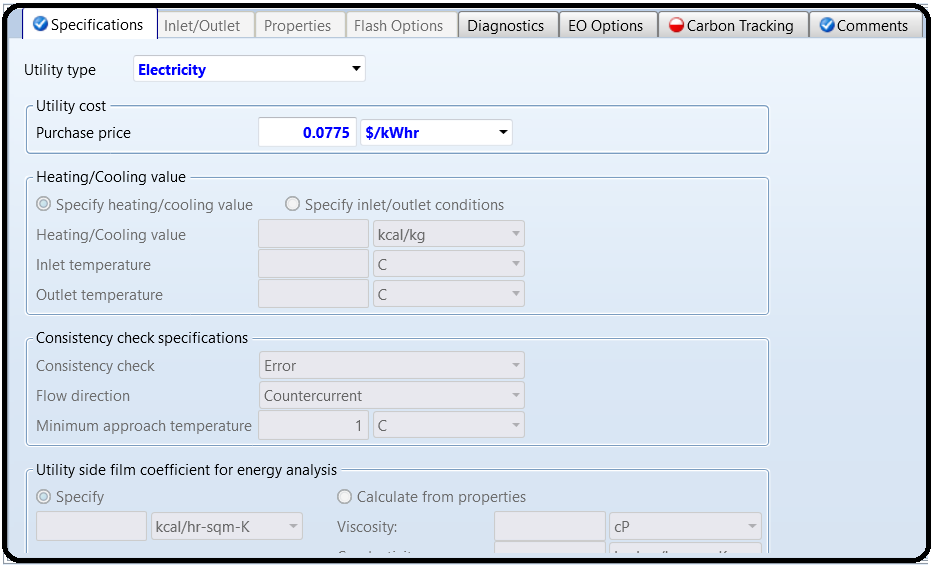 Specifications Inlet/Outlet Properties Flash Options Diagnostics EO Options Carbon Tracking Comments
Utility type Electricity
Utility cost
Purchase price 0.0775 $/kWhr
Heating/Cooling value
Specify heating/cooling value Specify inlet/outlet conditions
Heating/Cooling value kcal/kg
Inlet temperature C
Outlet temperature C
Consistency check specifications
Consistency check Error
Flow direction Countercurrent
Minimum approach temperature 1 C
Utility side film coefficient for energy analysis
Specify Calculate from properties
kcal/hr-sqm-K Viscosity: cP